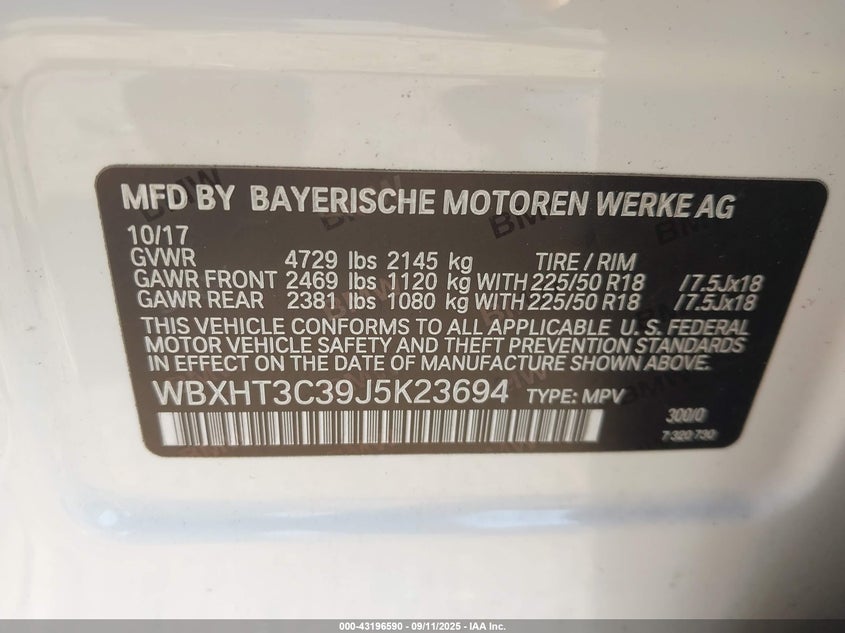 MFD BY BAYERISCHE MOTOREN WERKE AG
10/17
GVWR 4729 lbs 2145 kg TIRE / RIM
GAWR FRONT 2469 lbs 1120 kg WITH 225/50 R18 /7.5Jx18
GAWR REAR 2381 lbs 1080 kg WITH 225/50 R18 /7.5Jx18
THIS VEHICLE CONFORMS TO ALL APPLICABLE U.S. FEDERAL
MOTOR VEHICLE SAFETY AND THEFT PREVENTION STANDARDS
IN EFFECT ON THE DATE OF MANUFACTURE SHOWN ABOVE.
WBXHT3C39J5K23694 TYPE: MPV
300/0
7 320 730
000-43196590 - 09/11/2025 - IAA Inc.